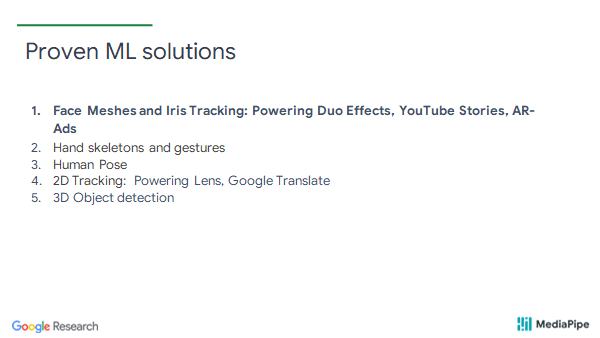 Proven ML solutions
1. Face Meshes and Iris Tracking: Powering Duo Effects, YouTube Stories, AR-
Ads
2. Hand skeletons and gestures
3. Human Pose
4. 2D Tracking: Powering Lens, Google Translate
5. 3D Object detection
Google Research
MediaPipe